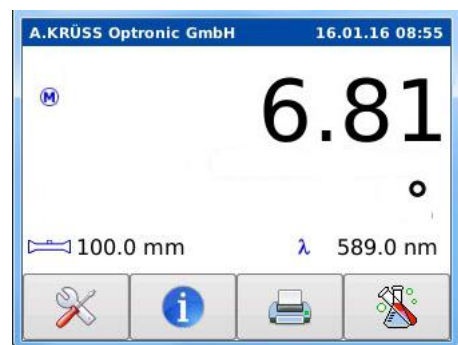 A.KRÜSS Optronic GmbH 16.01.16 08:55
M 6.81
°
100.0 mm λ 589.0 nm
i